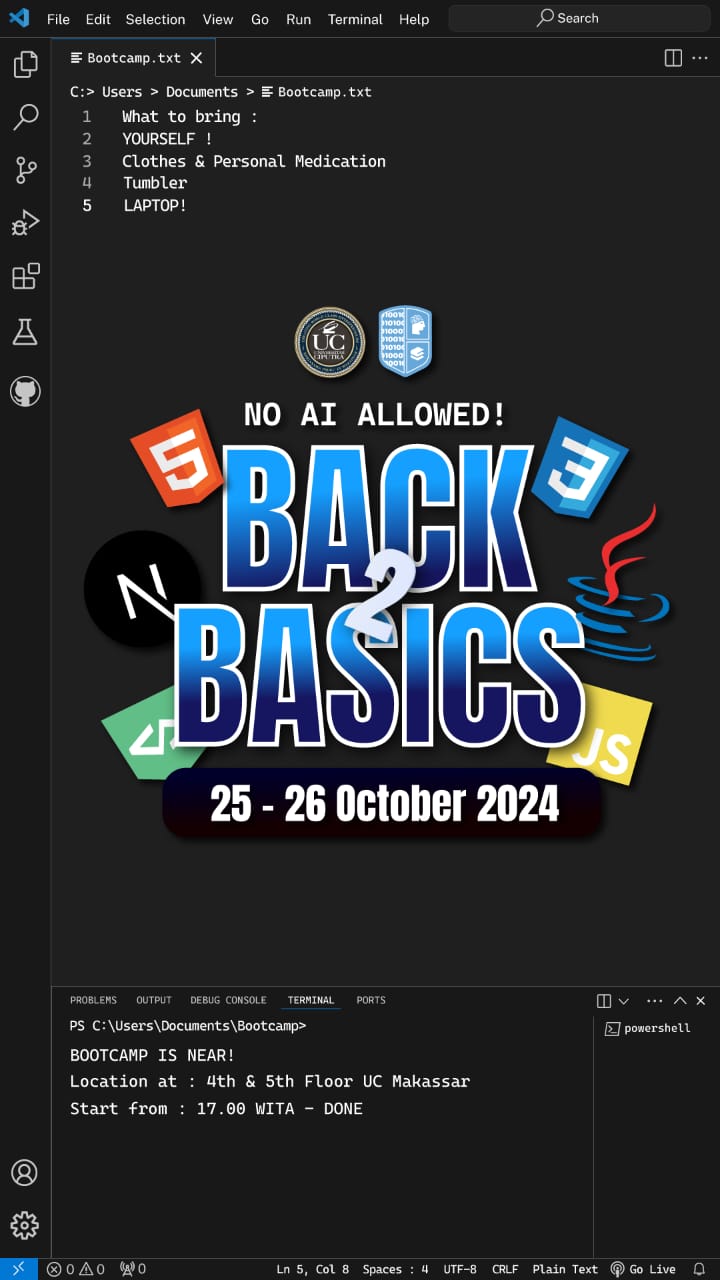 File Edit Selection View Go Run Terminal Help Search
Bootcamp.txt
C:> Users > Documents > Bootcamp.txt
1 What to bring :
2 YOURSELF !
3 Clothes & Personal Medication
4 Tumbler
5 LAPTOP!
UC
UNIVERSITAS
CIPUTRA
NO AI ALLOWED!
5
3
BACK
N
2
BASICS
JS
25 - 26 October 2024
PROBLEMS OUTPUT DEBUG CONSOLE TERMINAL PORTS
PS C:\Users\Documents\Bootcamp>
powershell
BOOTCAMP IS NEAR!
Location at : 4th & 5th Floor UC Makassar
Start from : 17.00 WITA - DONE
0 0 0 Ln 5, Col 8 Spaces : 4 UTF-8 CRLF Plain Text Go Live